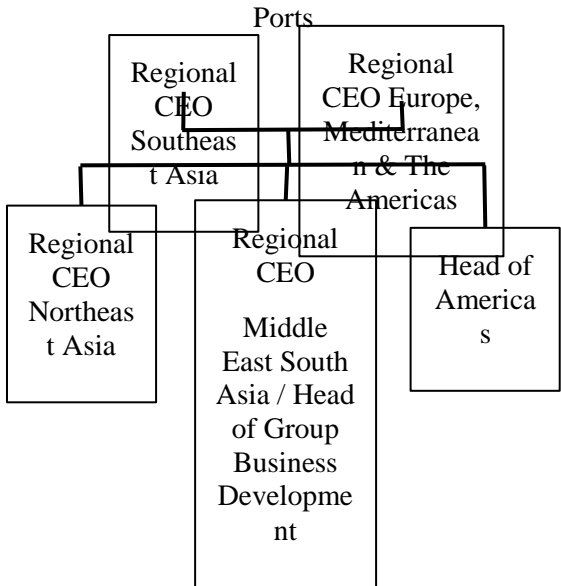 Ports
Regional
CEO
Southeas
t Asia
Regional
CEO Europe,
Mediterranea
n & The
Americas
Regional
CEO
Northeas
t Asia
Regional
CEO
Middle
East South
Asia / Head
of Group
Business
Developme
nt
Head of
America
s